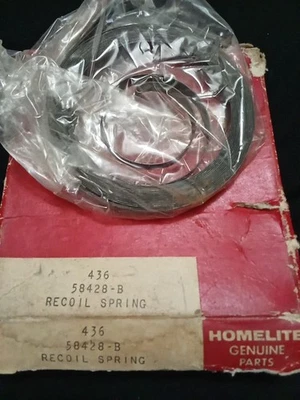 436
58428-B
RECOIL SPRING
436
58428-B
RECOIL SPRING
HOMELITE
GENUINE
PARTS